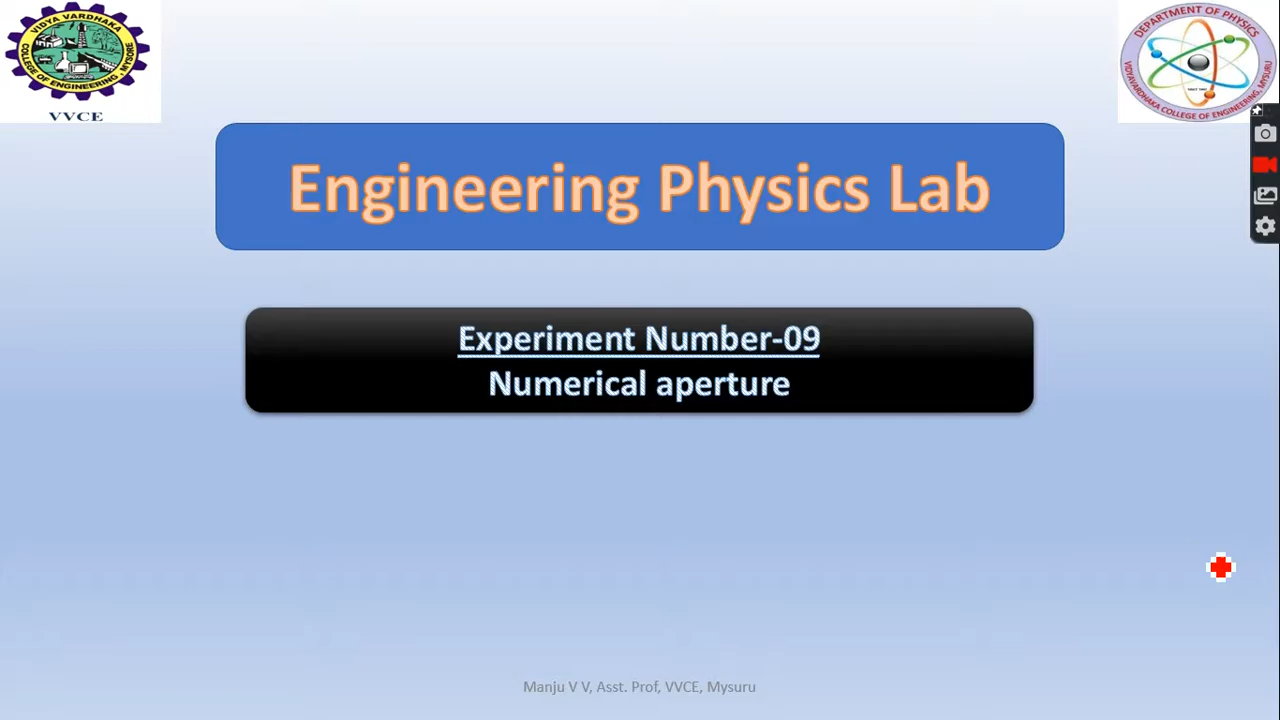 VIDYA VARDHAKA
COLLEGE OF ENGINEERING, MYSORE
VVCE
DEPARTMENT OF PHYSICS
VIDYAVARDHAKA COLLEGE OF ENGINEERING, MYSURU
Engineering Physics Lab
Experiment Number-09
Numerical aperture
Manju V V, Asst. Prof, VVCE, Mysuru